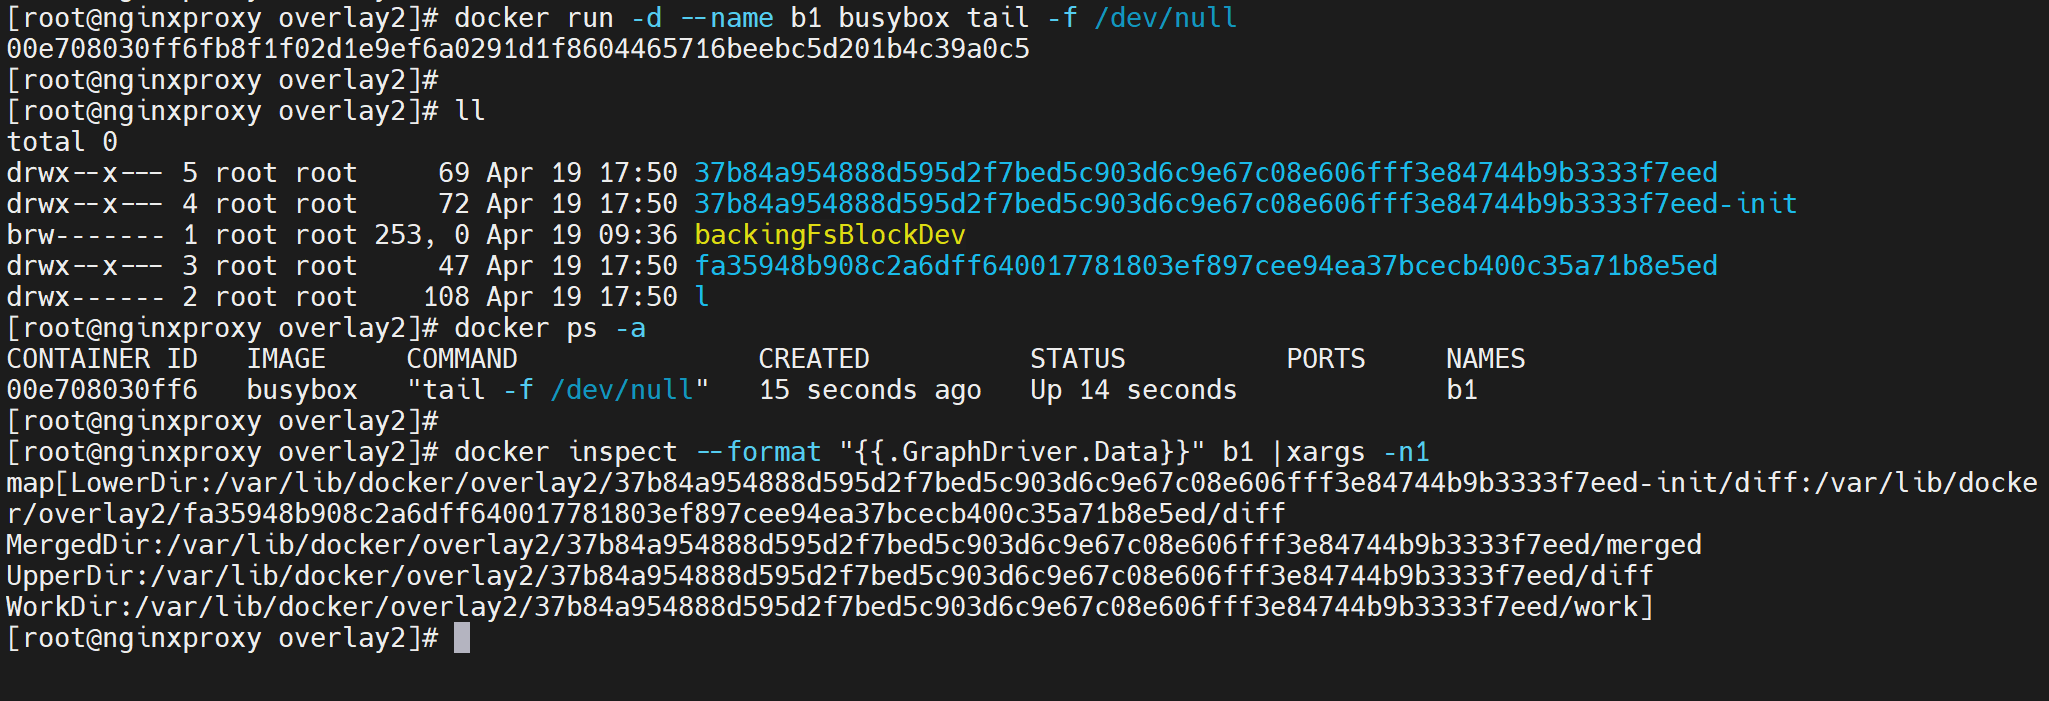 [root@nginxproxy overlay2]# docker run -d --name b1 busybox tail -f /dev/null
00e708030ff6fb8f1f02d1e9ef6a0291d1f8604465716beebc5d201b4c39a0c5
[root@nginxproxy overlay2]#
[root@nginxproxy overlay2]# ll
total 0
drwx--x--- 5 root root     69 Apr 19 17:50 37b84a954888d595d2f7bed5c903d6c9e67c08e606fff3e84744b9b3333f7eed
drwx--x--- 4 root root     72 Apr 19 17:50 37b84a954888d595d2f7bed5c903d6c9e67c08e606fff3e84744b9b3333f7eed-init
brw------- 1 root root 253, 0 Apr 19 09:36 backingFsBlockDev
drwx--x--- 3 root root     47 Apr 19 17:50 fa35948b908c2a6dff640017781803ef897cee94ea37bcecb400c35a71b8e5ed
drwx------ 2 root root    108 Apr 19 17:50 l
[root@nginxproxy overlay2]# docker ps -a
CONTAINER ID   IMAGE     COMMAND               CREATED          STATUS          PORTS     NAMES
00e708030ff6   busybox   "tail -f /dev/null"   15 seconds ago   Up 14 seconds             b1
[root@nginxproxy overlay2]#
[root@nginxproxy overlay2]# docker inspect --format "{{.GraphDriver.Data}}" b1 |xargs -n1
map[LowerDir:/var/lib/docker/overlay2/37b84a954888d595d2f7bed5c903d6c9e67c08e606fff3e84744b9b3333f7eed-init/diff:/var/lib/docke
r/overlay2/fa35948b908c2a6dff640017781803ef897cee94ea37bcecb400c35a71b8e5ed/diff
MergedDir:/var/lib/docker/overlay2/37b84a954888d595d2f7bed5c903d6c9e67c08e606fff3e84744b9b3333f7eed/merged
UpperDir:/var/lib/docker/overlay2/37b84a954888d595d2f7bed5c903d6c9e67c08e606fff3e84744b9b3333f7eed/diff
WorkDir:/var/lib/docker/overlay2/37b84a954888d595d2f7bed5c903d6c9e67c08e606fff3e84744b9b3333f7eed/work]
[root@nginxproxy overlay2]#